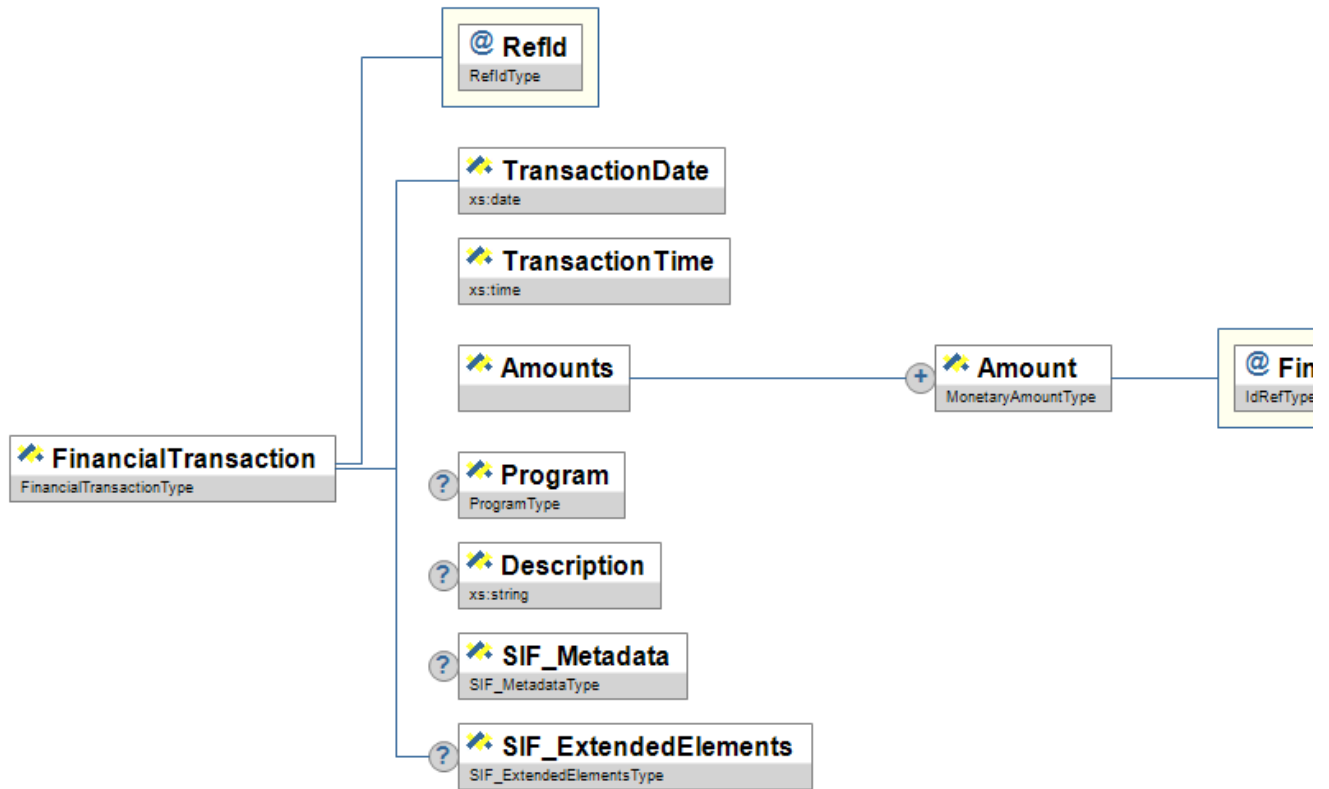 @ RefId
RefIdType
TransactionDate
xs:date
TransactionTime
xs:time
Amounts
+
Amount
MonetaryAmountType
@ Fin
IdRefType
FinancialTransaction
FinancialTransactionType
?
Program
ProgramType
?
Description
xs:string
?
SIF_Metadata
SIF_MetadataType
?
SIF_ExtendedElements
SIF_ExtendedElementsType